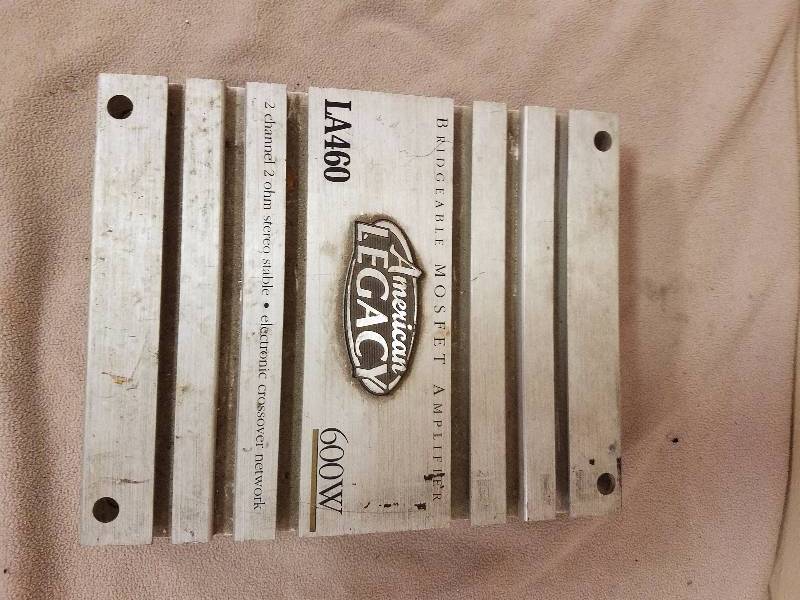 BRIDGEABLE MOSFET AMPLIFIER
American
LEGACY
LA460
600W
2 channel 2 ohm stereo stable • electronic crossover network